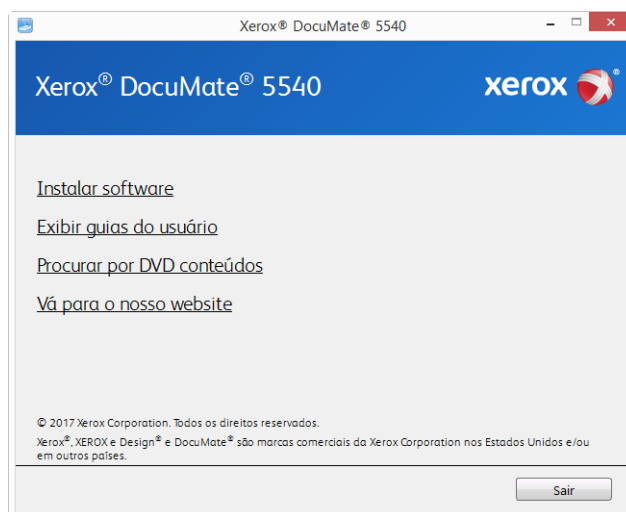 Xerox® DocuMate® 5540
Xerox® DocuMate® 5540
xerox®
Instalar software
Exibir guias do usuário
Procurar por DVD conteúdos
Vá para o nosso website
© 2017 Xerox Corporation. Todos os direitos reservados.
Xerox®, XEROX e Design® e DocuMate® são marcas comerciais da Xerox Corporation nos Estados Unidos e/ou
em outros países.
Sair